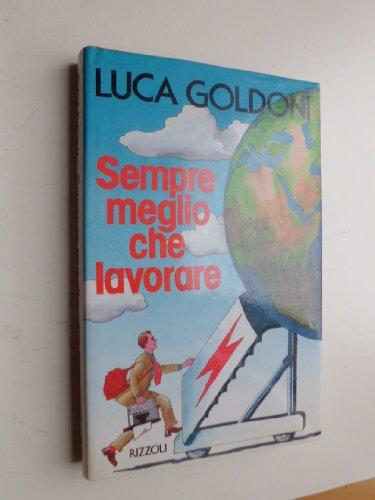 LUCA GOLDONI
Sempre
meglio
che
lavorare
RIZZOLI